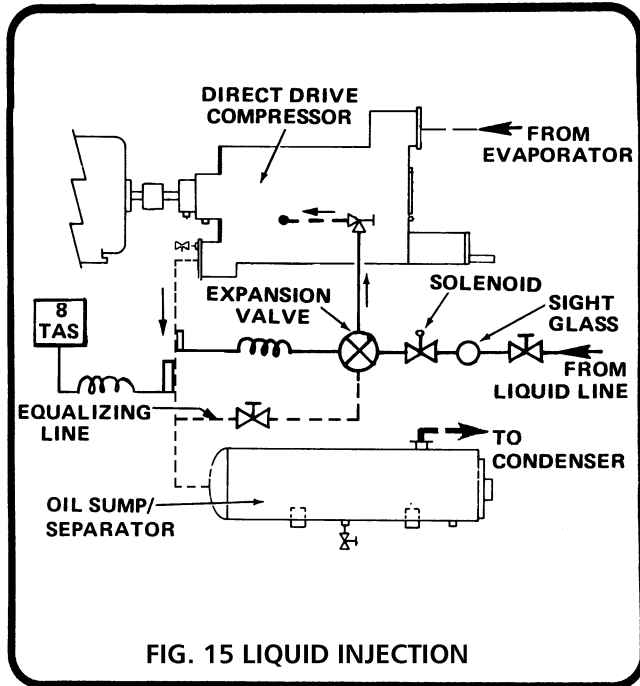 DIRECT DRIVE
COMPRESSOR
FROM
EVAPORATOR
EXPANSION
VALVE
SOLENOID
SIGHT
GLASS
8
TAS
FROM
LIQUID LINE
EQUALIZING
LINE
TO
CONDENSER
OIL SUMP/
SEPARATOR
FIG. 15 LIQUID INJECTION